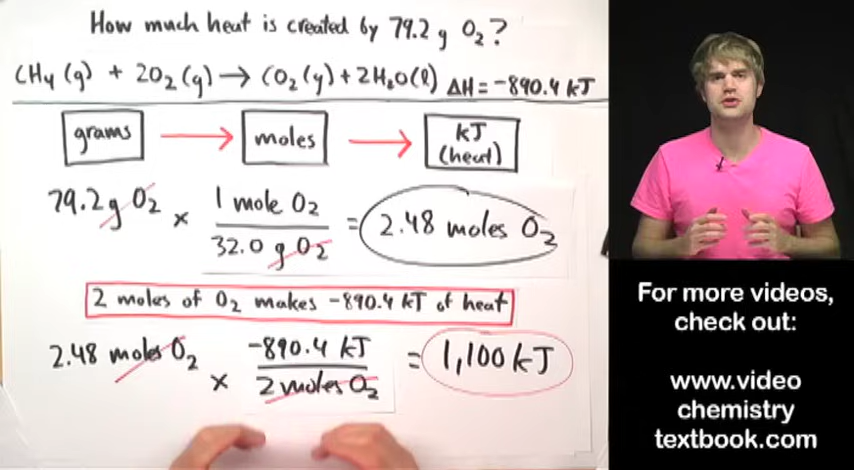 How much heat is created by 79.2 g O₂?
CH₄(g) + 2O₂(g) → CO₂(g) + 2H₂O(l) ΔH = -890.4 kJ
grams → moles → kJ (heat)
79.2 g O₂ × 1 mole O₂ / 32.0 g O₂ = 2.48 moles O₂
2 moles of O₂ makes -890.4 kJ of heat
2.48 moles O₂ × -890.4 kJ / 2 moles O₂ = 1,100 kJ
For more videos,
check out:
www.video
chemistry
textbook.com